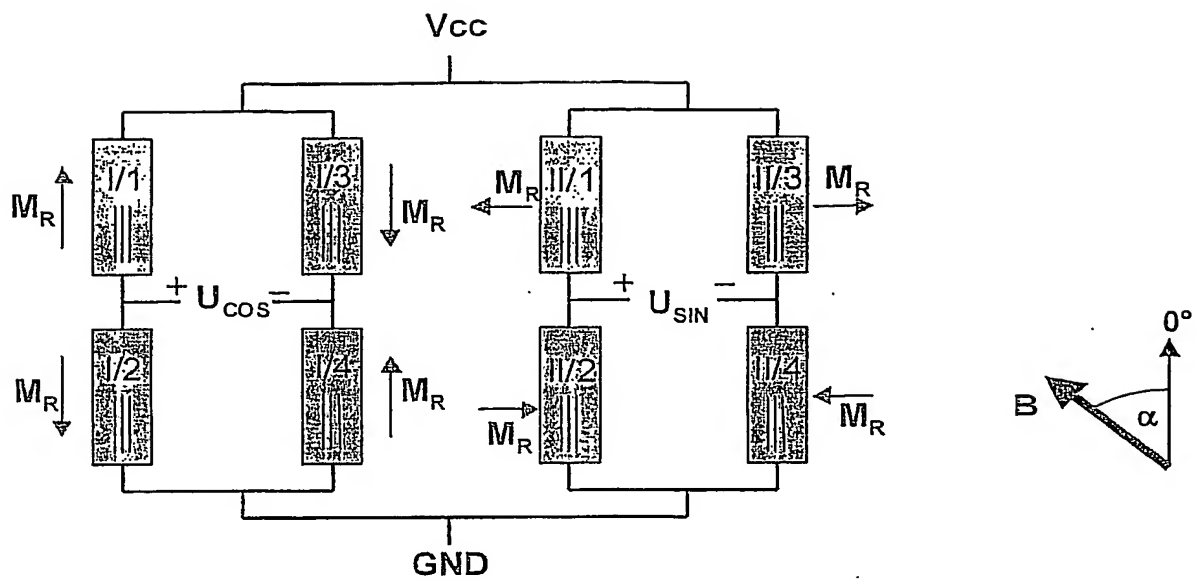 Vcc
I/1 I/3 II/1 II/3
M_R M_R M_R M_R
+ U_COS - + U_SIN -
0°
I/2 I/4 II/2 II/4
M_R M_R M_R M_R
B α
GND